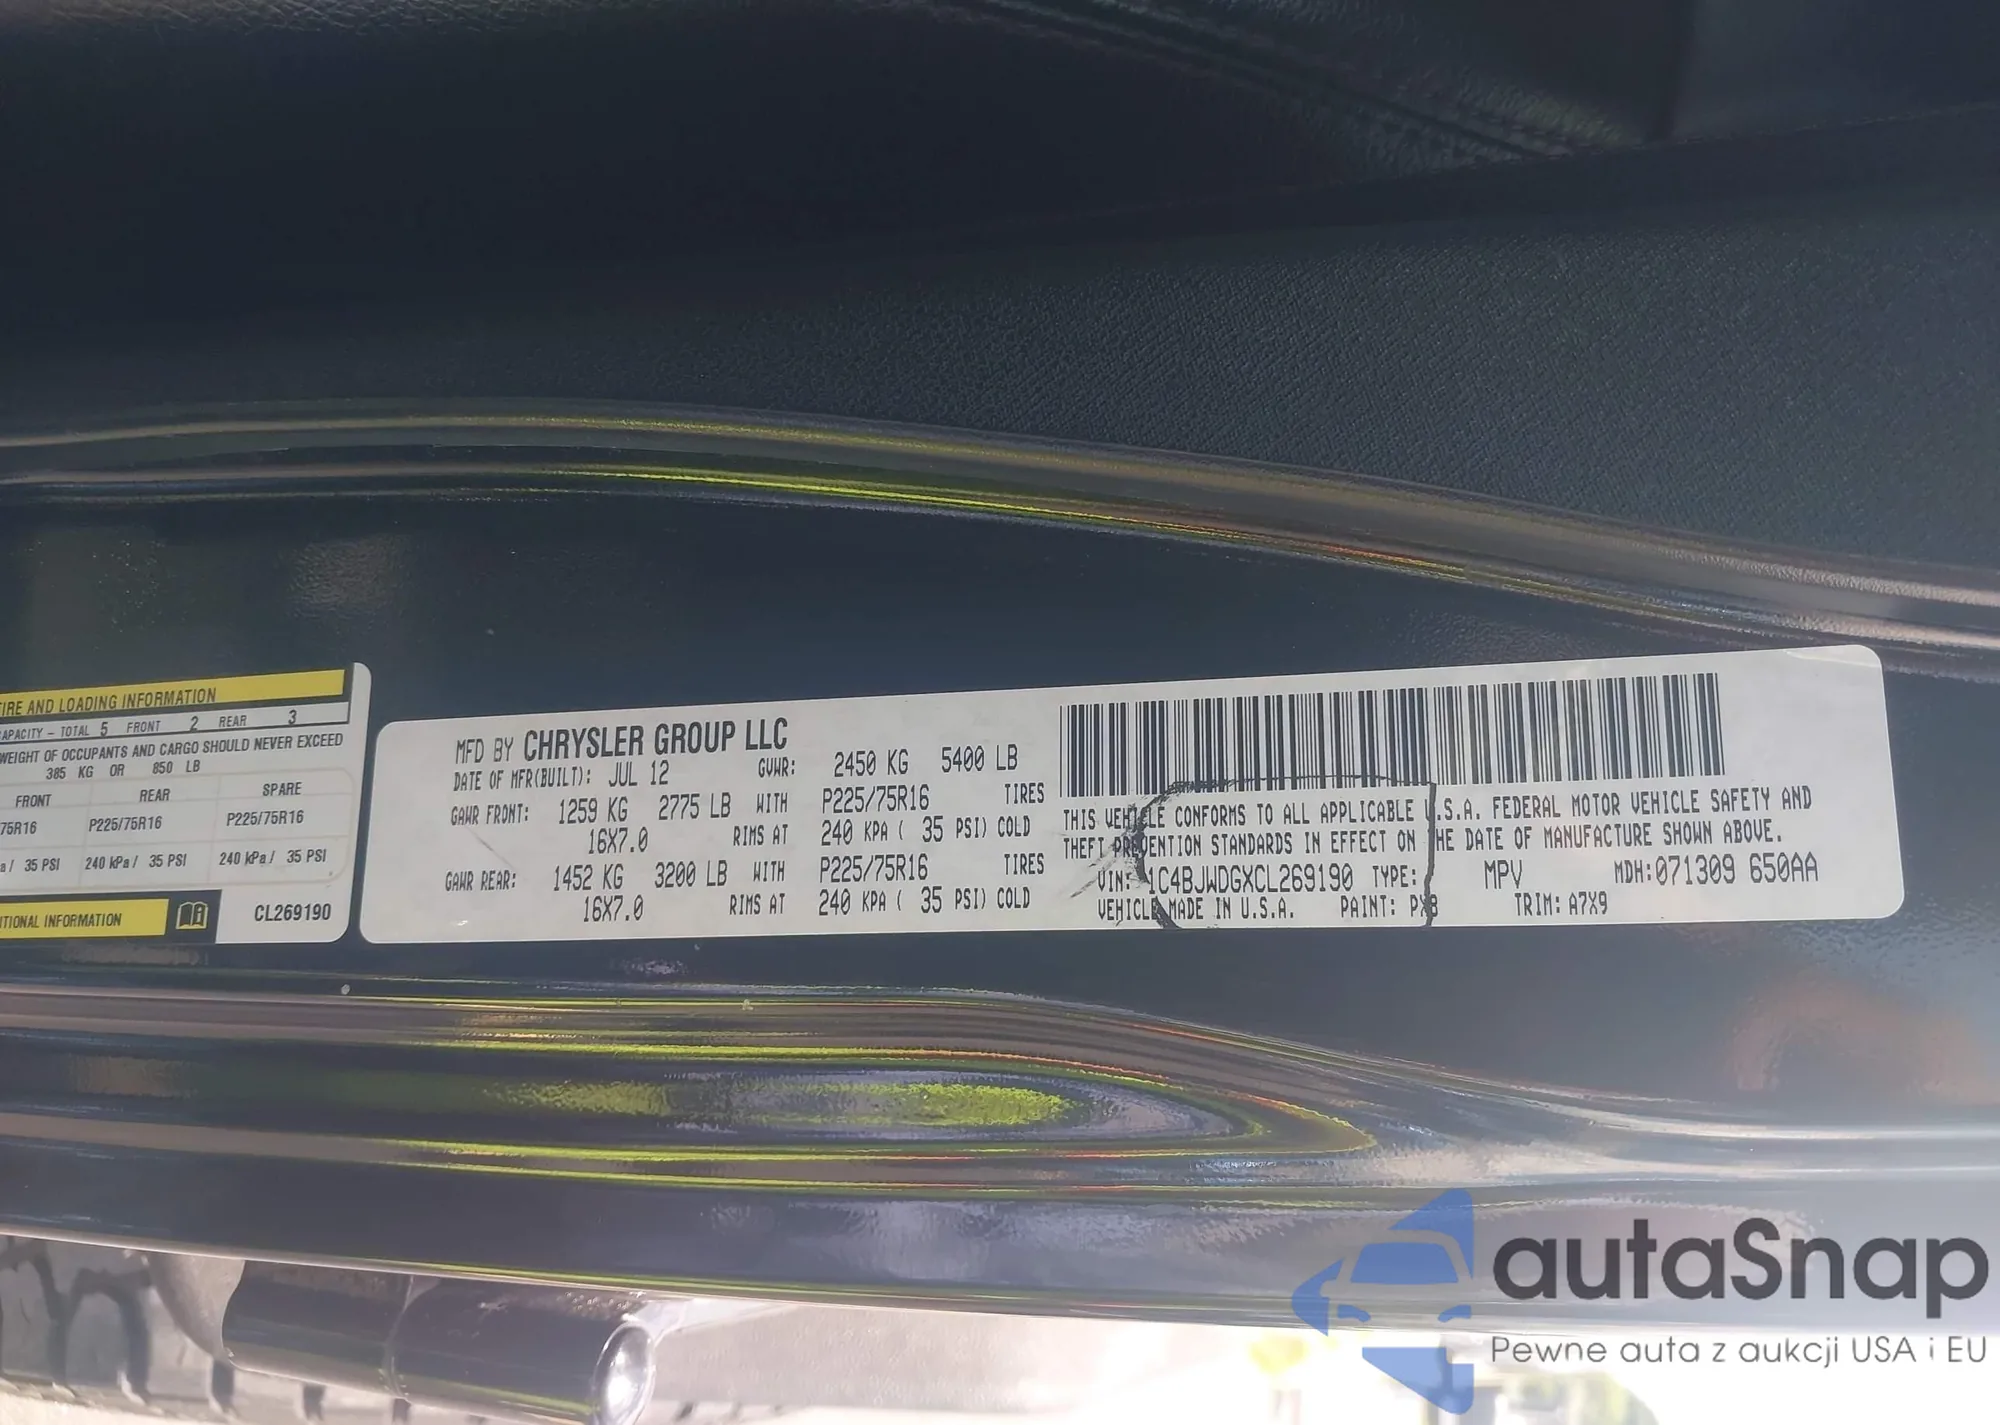 TIRE AND LOADING INFORMATION
CAPACITY - TOTAL 5 FRONT 2 REAR 3
WEIGHT OF OCCUPANTS AND CARGO SHOULD NEVER EXCEED
385 KG OR 850 LB
FRONT REAR SPARE
75R16 P225/75R16 P225/75R16
a/ 35 PSI 240 kPa/ 35 PSI 240 kPa/ 35 PSI
ITIONAL INFORMATION CL269190
MFD BY CHRYSLER GROUP LLC
DATE OF MFR(BUILT): JUL 12 GVWR: 2450 KG 5400 LB
GAWR FRONT: 1259 KG 2775 LB WITH P225/75R16 TIRES
16X7.0 RIMS AT 240 KPA ( 35 PSI) COLD
GAWR REAR: 1452 KG 3200 LB WITH P225/75R16 TIRES
16X7.0 RIMS AT 240 KPA ( 35 PSI) COLD
THIS VEHICLE CONFORMS TO ALL APPLICABLE U.S.A. FEDERAL MOTOR VEHICLE SAFETY AND
THEFT PREVENTION STANDARDS IN EFFECT ON THE DATE OF MANUFACTURE SHOWN ABOVE.
VIN: 1C4BJWDGXCL269190 TYPE: MPV MDH:071309 650AA
VEHICLE MADE IN U.S.A. PAINT: PX8 TRIM: A7X9
autaSnap
Pewne auta z aukcji USA i EU